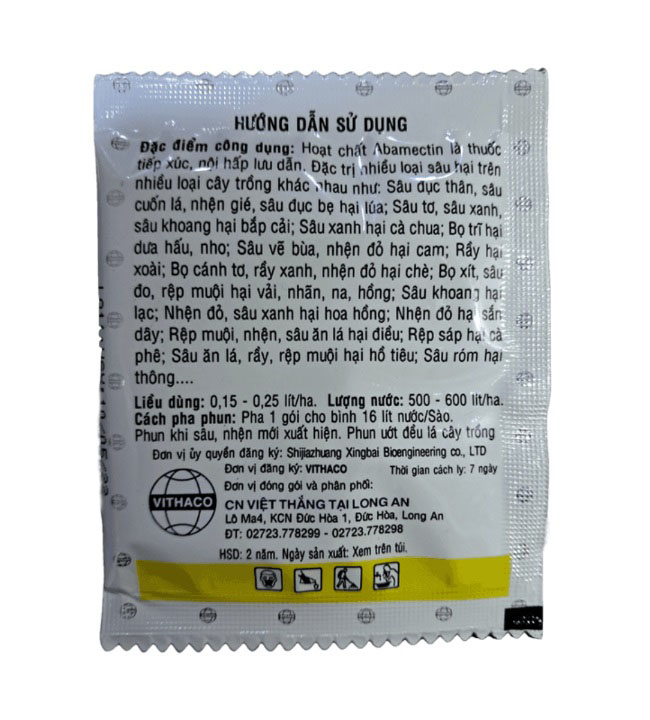 HƯỚNG DẪN SỬ DỤNG
Đặc điểm công dụng: Hoạt chất Abamectin là thuốc
tiếp xúc, nội hấp lưu dẫn. Đặc trị nhiều loại sâu hại trên
nhiều loại cây trồng khác nhau như: Sâu đục thân, sâu
cuốn lá, nhện gié, sâu đục bẹ hại lúa; Sâu tơ, sâu xanh,
sâu khoang hại bắp cải; Sâu xanh hại cà chua; Bọ trĩ hại
dưa hấu, nho; Sâu vẽ bùa, nhện đỏ hại cam; Rầy hại
xoài; Bọ cánh tơ, rầy xanh, nhện đỏ hại chè; Bọ xít, sâu
đo, rệp muội hại vải, nhãn, na, hồng; Sâu khoang hại
lạc; Nhện đỏ, sâu xanh hại hoa hồng; Nhện đỏ hạ sắn
dây; Rệp muội, nhện, sâu ăn lá hại điều; Rệp sáp hại cà
phê; Sâu ăn lá, rầy, rệp muội hại hồ tiêu; Sâu róm hại
thông....
Liều dùng: 0,15 - 0,25 lít/ha. Lượng nước: 500 - 600 lít/ha.
Cách pha phun: Pha 1 gói cho bình 16 lít nước/Sào.
Phun khi sâu, nhện mới xuất hiện. Phun ướt đều lá cây trồng
Đơn vị ủy quyền đăng ký: Shijiazhuang Xingbai Bioengineering co., LTD
Đơn vị đăng ký: VITHACO Thời gian cách ly: 7 ngày
Đơn vị đóng gói và phân phối:
VITHACO
CN VIỆT THẮNG TẠI LONG AN
Lô Ma4, KCN Đức Hòa 1, Đức Hòa, Long An
ĐT: 02723.778299 - 02723.778298
HSD: 2 năm. Ngày sản xuất: Xem trên túi.